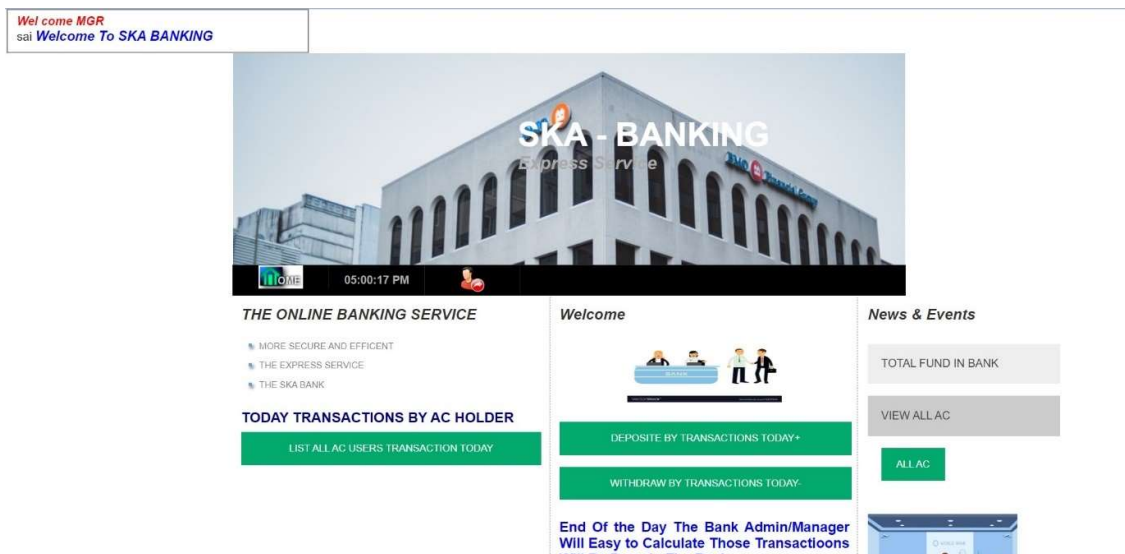 Wel come MGR
sai Welcome To SKA BANKING
SKA - BANKING
Express Service
HOME
05:00:17 PM
THE ONLINE BANKING SERVICE
MORE SECURE AND EFFICENT
THE EXPRESS SERVICE
THE SKA BANK
TODAY TRANSACTIONS BY AC HOLDER
LIST ALL AC USERS TRANSACTION TODAY
Welcome
BANK
DEPOSITE BY TRANSACTIONS TODAY+
WITHDRAW BY TRANSACTIONS TODAY-
End Of the Day The Bank Admin/Manager
Will Easy to Calculate Those Transactioons
News & Events
TOTAL FUND IN BANK
VIEW ALL AC
ALL AC